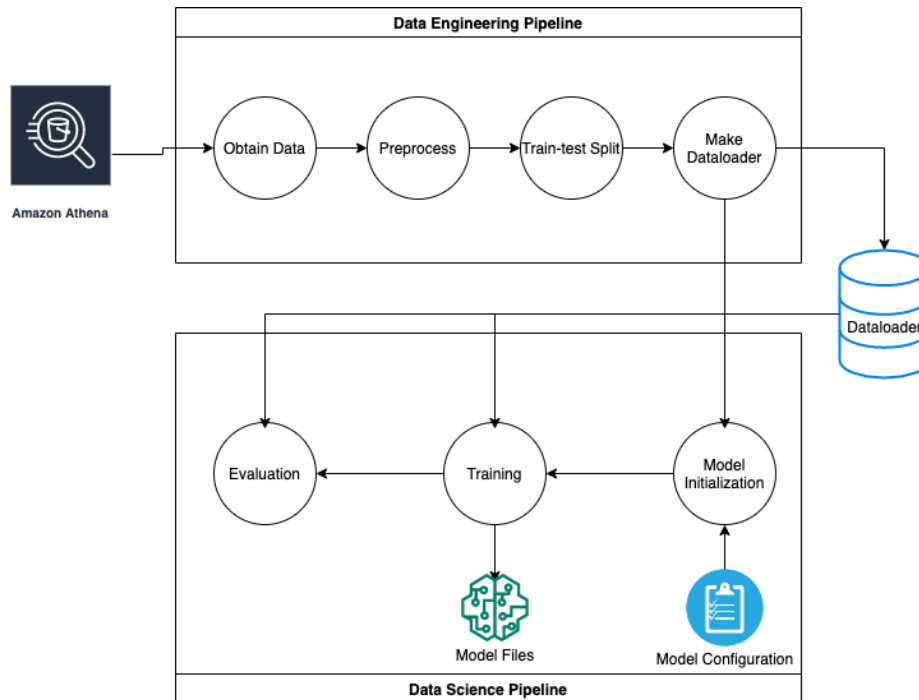 Data Engineering Pipeline
Obtain Data
Preprocess
Train-test Split
Make
Dataloader
Amazon Athena
Dataloader
Evaluation
Training
Model
Initialization
Model Files
Model Configuration
Data Science Pipeline